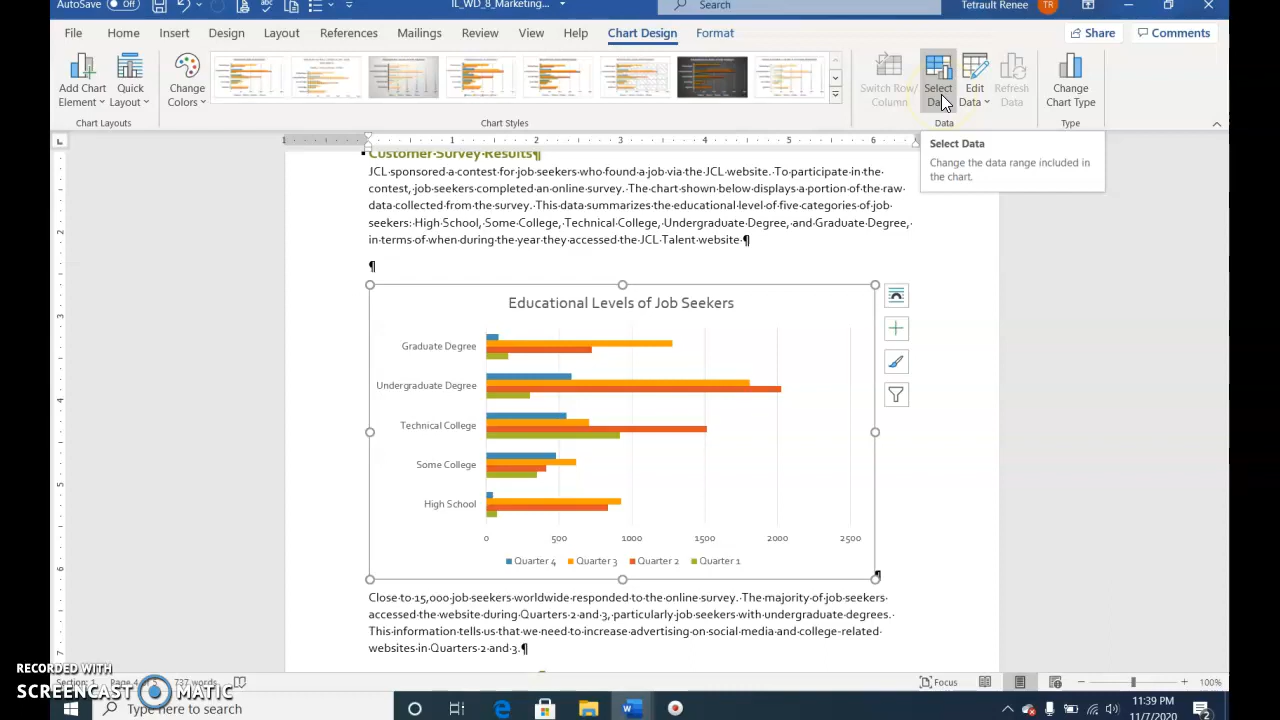 AutoSave Off IL_WD_8_Marketing... Search Tetrault Renee TR
File Home Insert Design Layout References Mailings Review View Help Chart Design Format Share Comments
Add Chart Element Quick Layout Change Colors Switch Row/ Column Select Data Edit Data Refresh Data Change Chart Type
Chart Layouts Chart Styles Data Type
Select Data
Change the data range included in
the chart.
Customer·Survey·Results¶
JCL·sponsored·a·contest·for·job·seekers·who·found·a·job·via·the·JCL·website.··To·participate·in·the·
contest,·job·seekers·completed·an·online·survey.··The·chart·shown·below·displays·a·portion·of·the·raw·
data·collected·from·the·survey.··This·data·summarizes·the·educational·level·of·five·categories·of·job·
seekers:·High·School,·Some·College,·Technical·College,·Undergraduate·Degree,·and·Graduate·Degree,·
in·terms·of·when·during·the·year·they·accessed·the·JCL·Talent·website·¶
¶
Educational Levels of Job Seekers
Graduate Degree
Undergraduate Degree
Technical College
Some College
High School
0 500 1000 1500 2000 2500
Quarter 4 Quarter 3 Quarter 2 Quarter 1
¶
Close·to·15,000·job·seekers·worldwide·responded·to·the·online·survey.··The·majority·of·job·seekers·
accessed·the·website·during·Quarters·2·and·3,·particularly·job·seekers·with·undergraduate·degrees.··
This·information·tells·us·that·we·need·to·increase·advertising·on·social·media·and·college-related·
websites·in·Quarters·2·and·3.¶
RECORDED WITH
SCREENCAST MATIC
Section: 1 Page 4 of 5 737 words Focus 100%
Type here to search
11:39 PM
11/7/2020
2